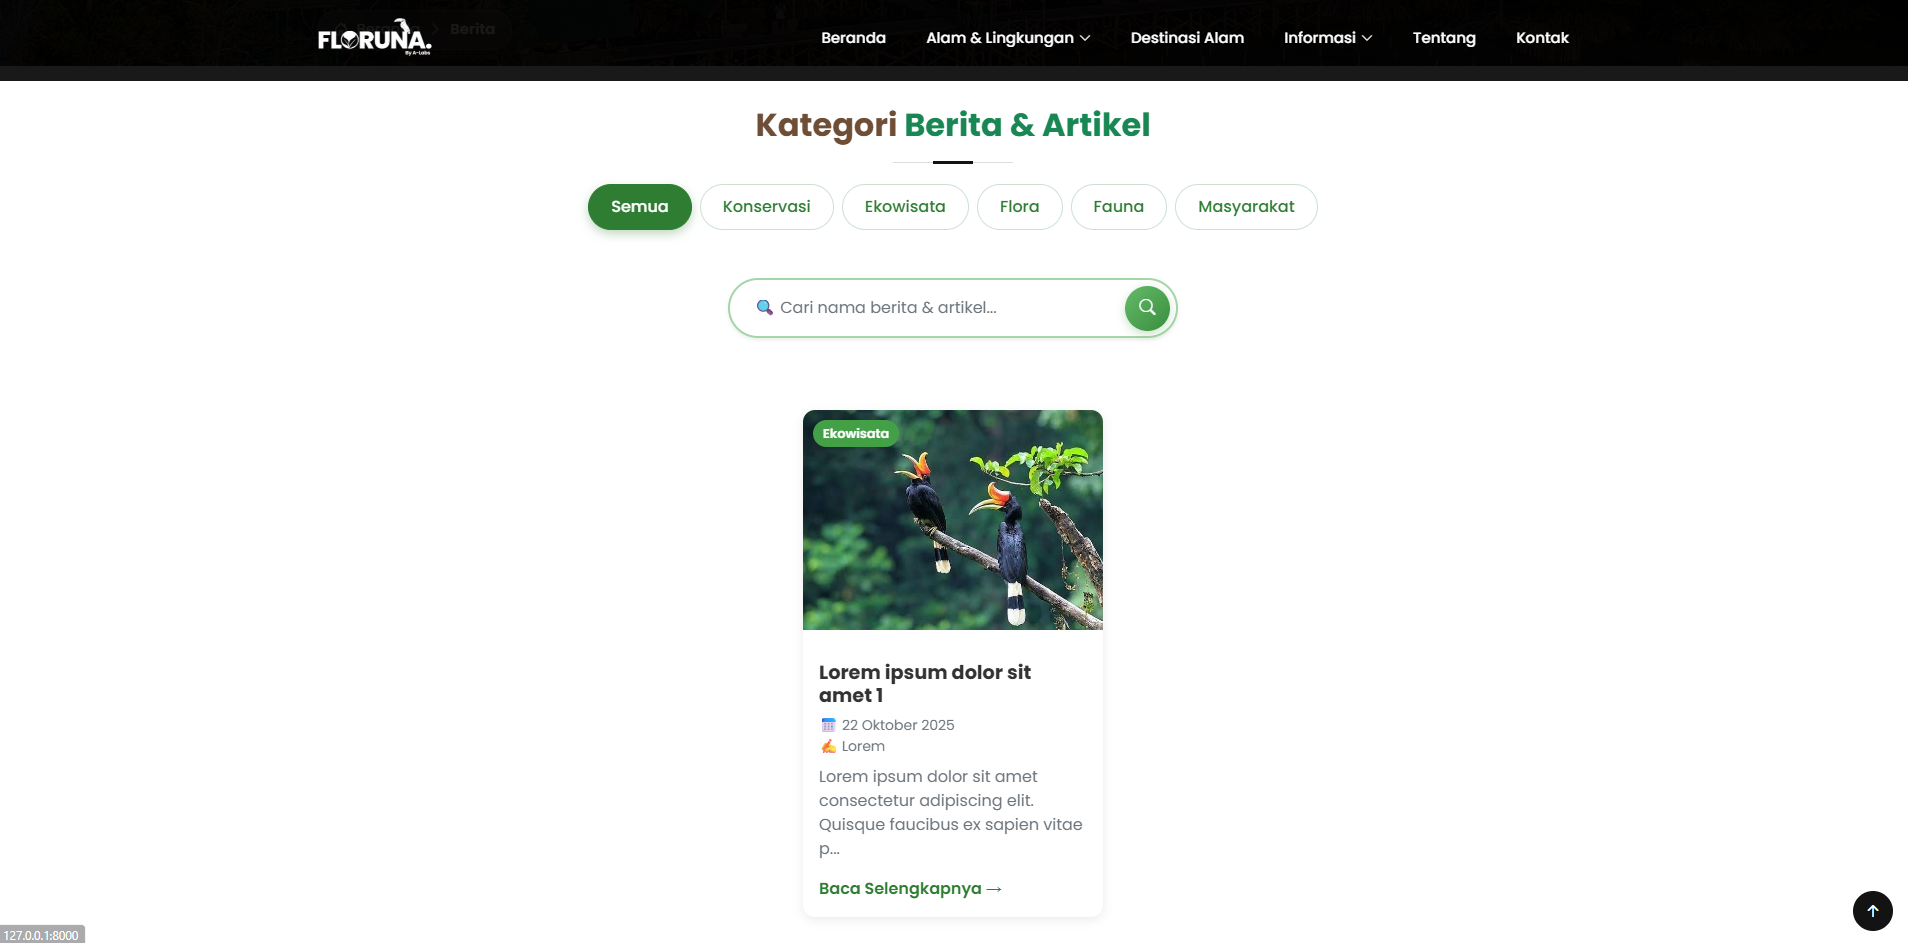 Beranda > Berita
FLORUNA.
By A-Labs
Beranda
Alam & Lingkungan
Destinasi Alam
Informasi
Tentang
Kontak
Kategori Berita & Artikel
Semua
Konservasi
Ekowisata
Flora
Fauna
Masyarakat
🔍 Cari nama berita & artikel...
Ekowisata
Lorem ipsum dolor sit
amet 1
22 Oktober 2025
Lorem
Lorem ipsum dolor sit amet
consectetur adipiscing elit.
Quisque faucibus ex sapien vitae
p...
Baca Selengkapnya →
127.0.0.1:8000